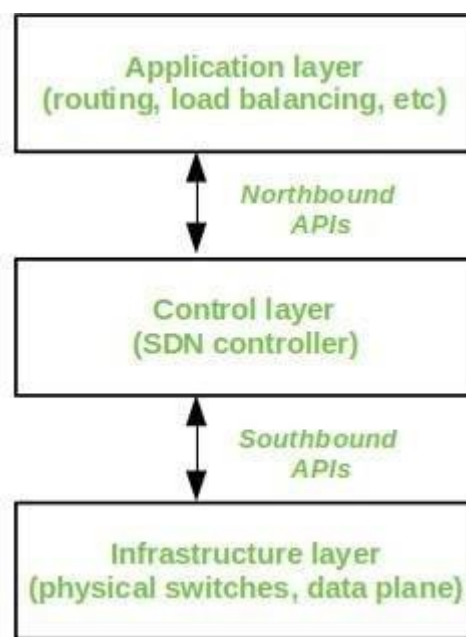 Application layer
(routing, load balancing, etc)
Northbound
APIs
Control layer
(SDN controller)
Southbound
APIs
Infrastructure layer
(physical switches, data plane)